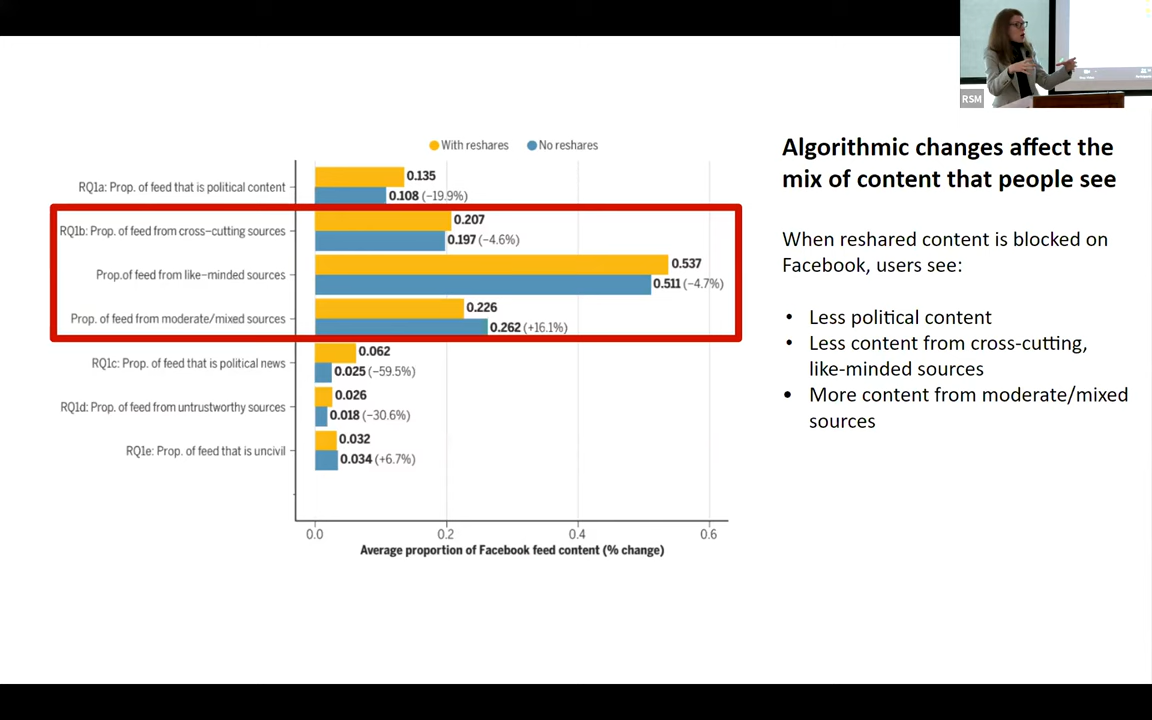 RSM
With reshares No reshares
RQ1a: Prop. of feed that is political content
0.135
0.108 (−19.9%)
RQ1b: Prop. of feed from cross-cutting sources
0.207
0.197 (−4.6%)
Prop.of feed from like-minded sources
0.537
0.511 (−4.7%)
Prop. of feed from moderate/mixed sources
0.226
0.262 (+16.1%)
RQ1c: Prop. of feed that is political news
0.062
0.025 (−59.5%)
RQ1d: Prop. of feed from untrustworthy sources
0.026
0.018 (−30.6%)
RQ1e: Prop. of feed that is uncivil
0.032
0.034 (+6.7%)
0.0 0.2 0.4 0.6
Average proportion of Facebook feed content (% change)
Algorithmic changes affect the
mix of content that people see
When reshared content is blocked on
Facebook, users see:
• Less political content
• Less content from cross-cutting,
like-minded sources
• More content from moderate/mixed
sources